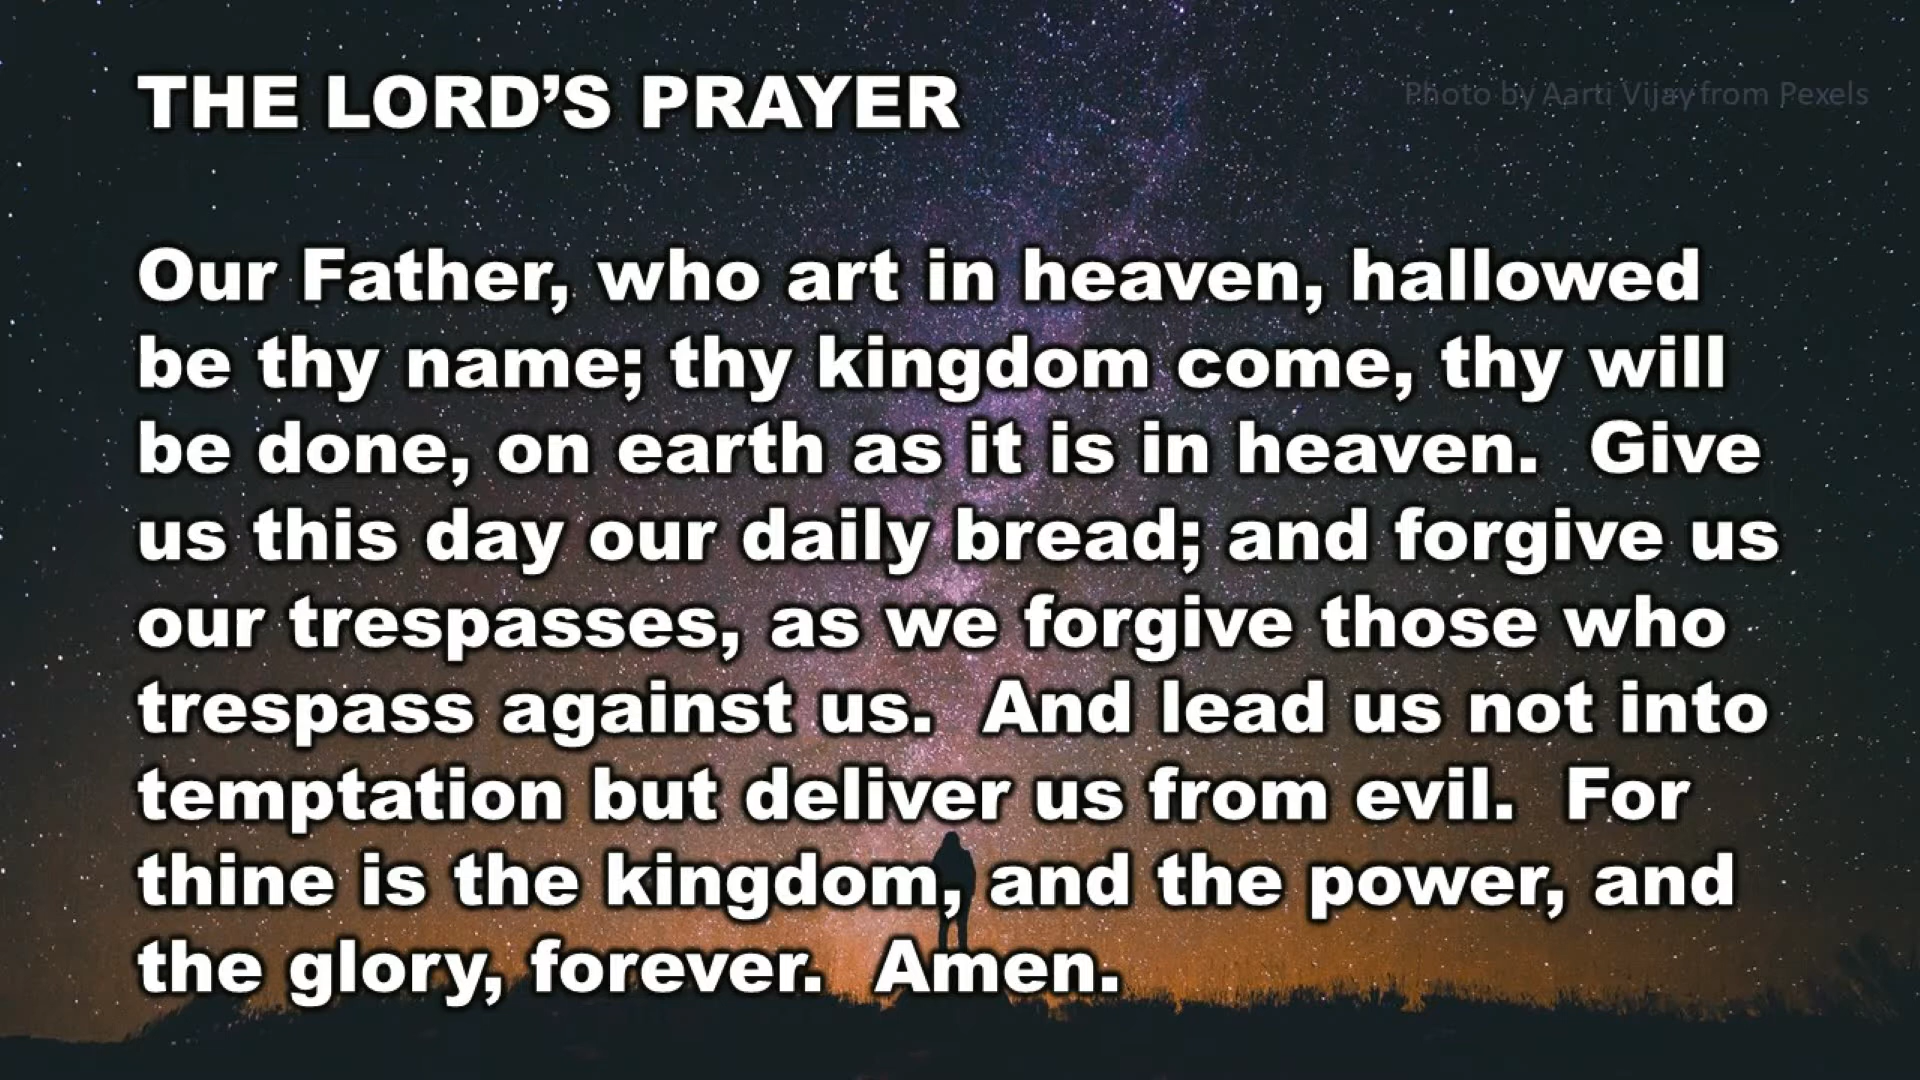 THE LORD’S PRAYER
Photo by Aarti Vijay from Pexels
Our Father, who art in heaven, hallowed
be thy name; thy kingdom come, thy will
be done, on earth as it is in heaven.  Give
us this day our daily bread; and forgive us
our trespasses, as we forgive those who
trespass against us.  And lead us not into
temptation but deliver us from evil.  For
thine is the kingdom, and the power, and
the glory, forever.  Amen.